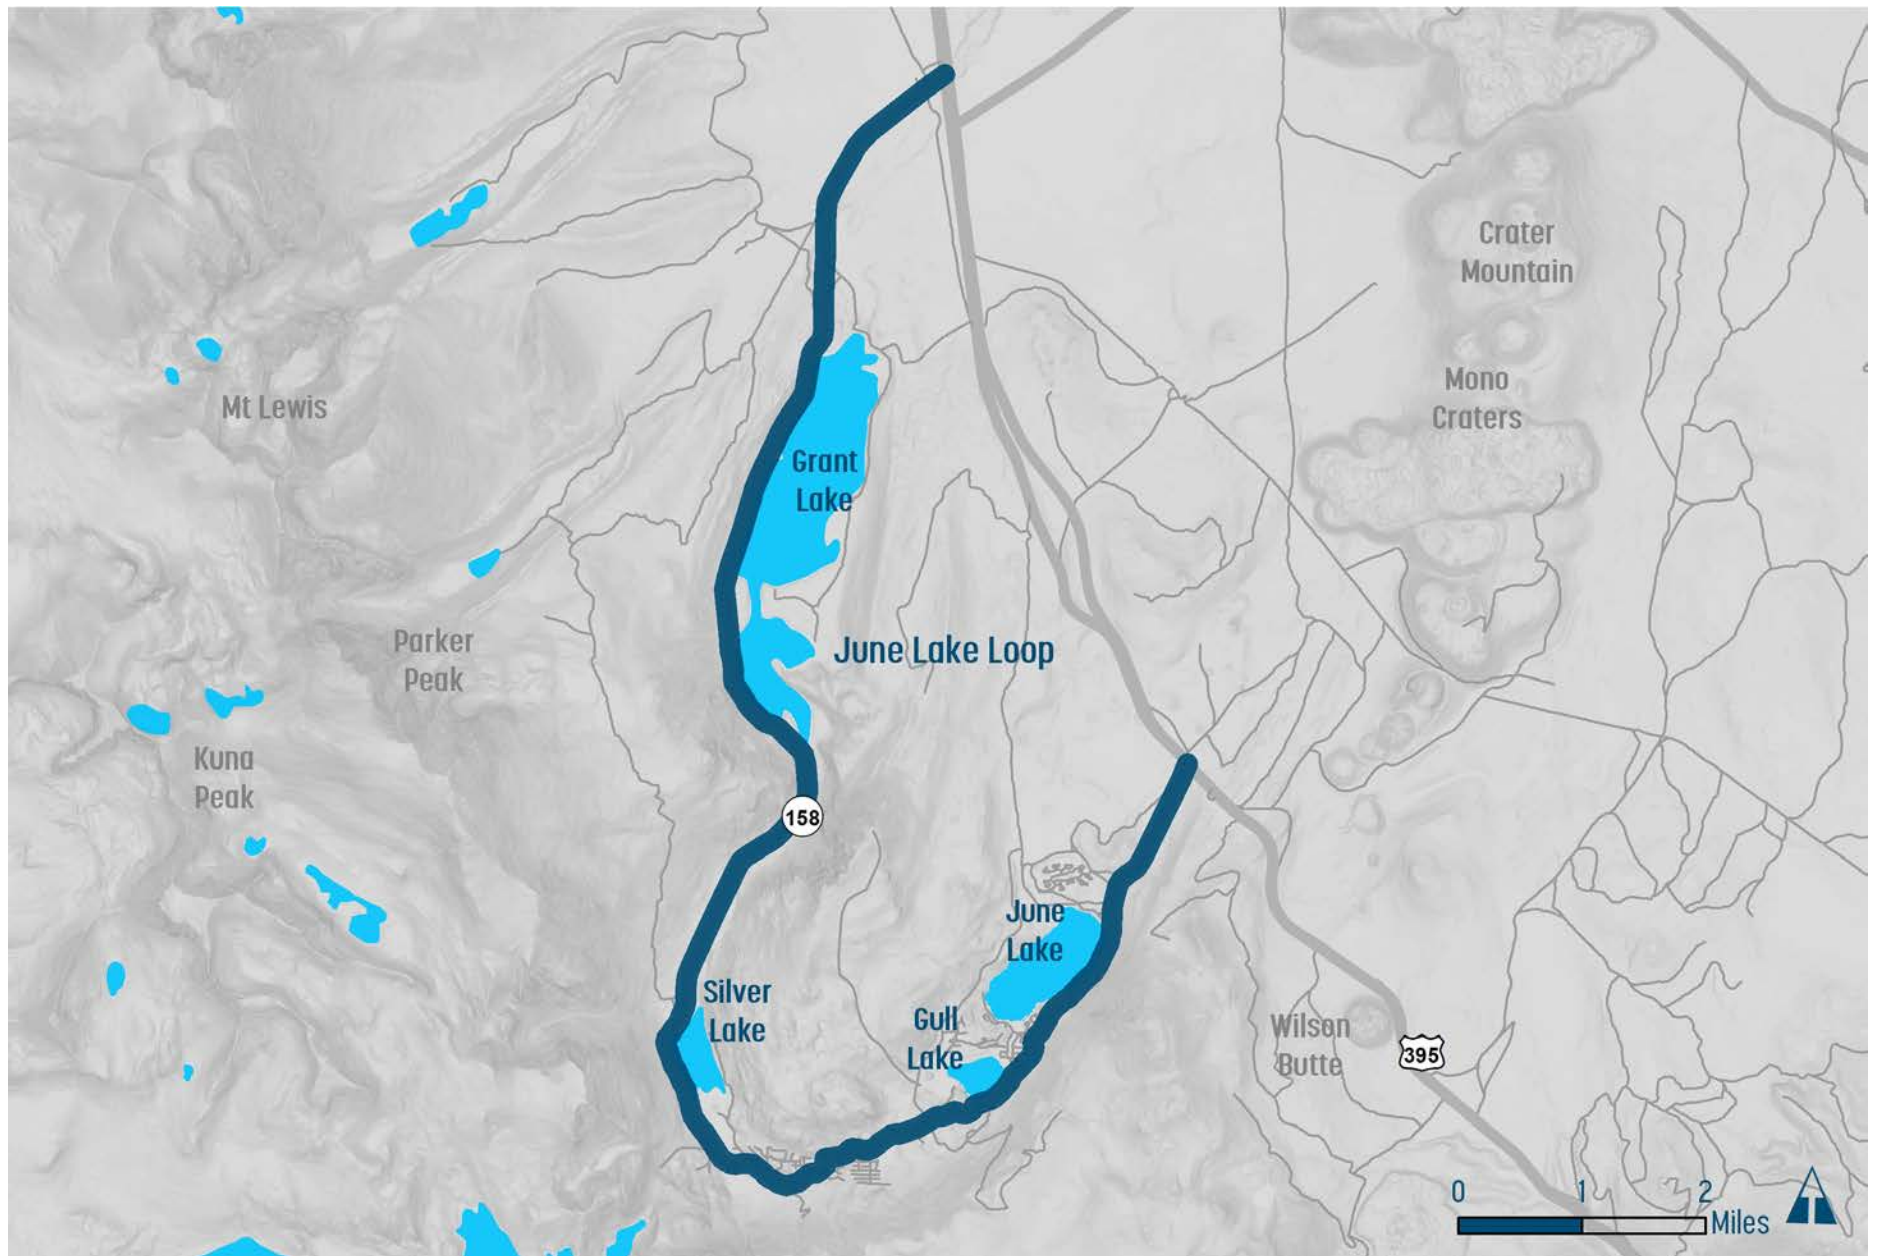 Crater
Mountain
Mono
Craters
Mt Lewis
Grant
Lake
Parker
Peak
June Lake Loop
Kuna
Peak
158
June
Lake
Silver
Lake
Gull
Lake
Wilson
Butte
395
0 1 2
Miles